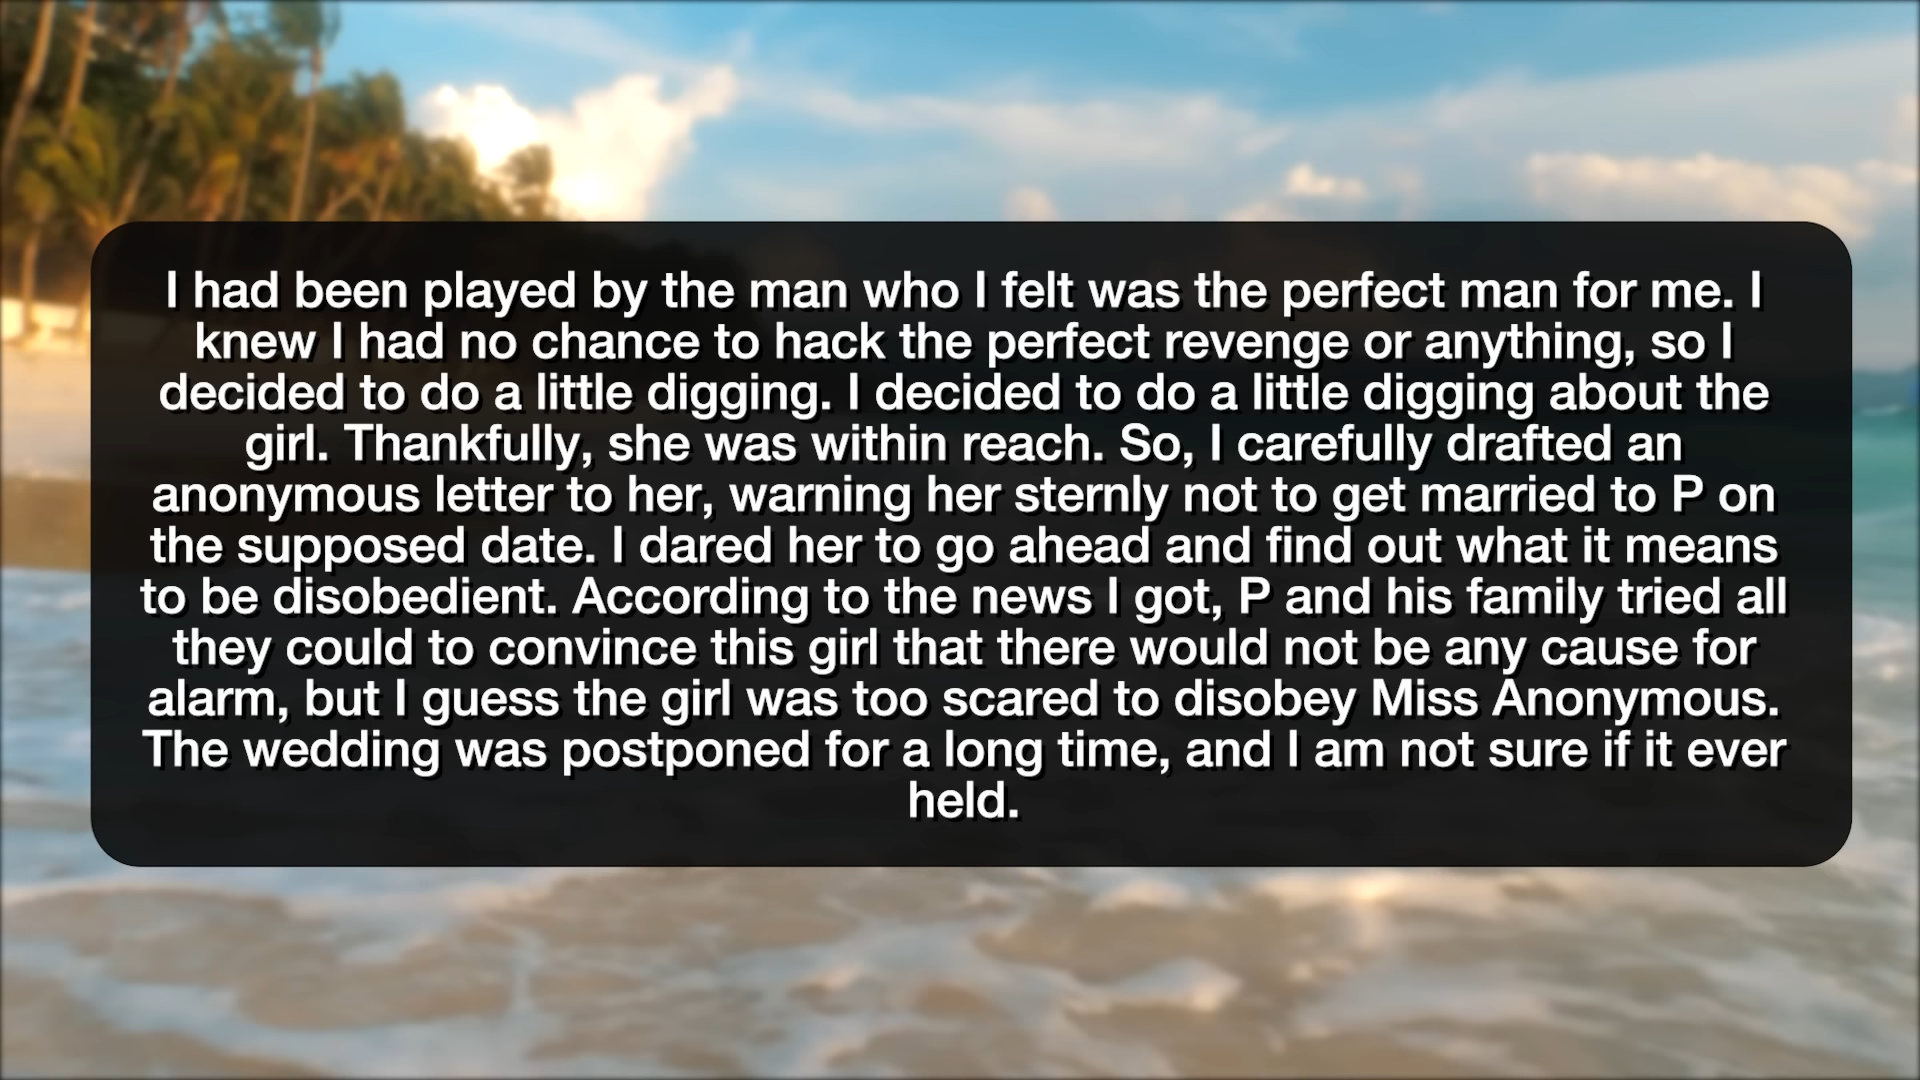 I had been played by the man who I felt was the perfect man for me. I
knew I had no chance to hack the perfect revenge or anything, so I
decided to do a little digging. I decided to do a little digging about the
girl. Thankfully, she was within reach. So, I carefully drafted an
anonymous letter to her, warning her sternly not to get married to P on
the supposed date. I dared her to go ahead and find out what it means
to be disobedient. According to the news I got, P and his family tried all
they could to convince this girl that there would not be any cause for
alarm, but I guess the girl was too scared to disobey Miss Anonymous.
The wedding was postponed for a long time, and I am not sure if it ever
held.